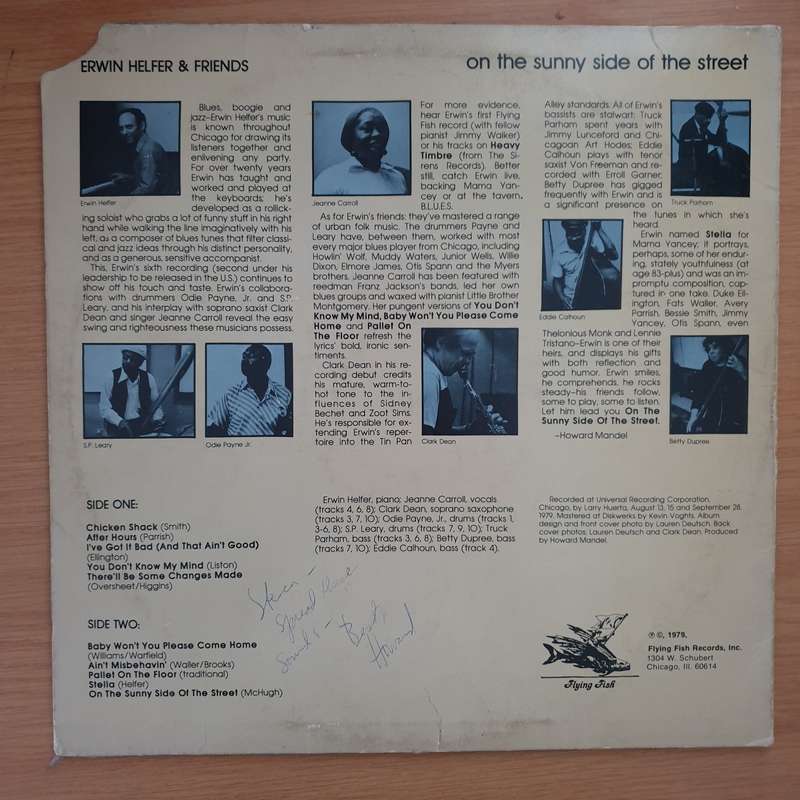 ERWIN HELFER & FRIENDS
on the sunny side of the street
Blues, boogie and
jazz–Erwin Helfer's music
is known throughout
Chicago for drawing its
listeners together and
enlivening any party.
For over twenty years
Erwin has taught and
worked and played at
the keyboards; he's
developed as a rollick-
ing soloist who grabs a lot of funny stuff in his right
hand while walking the line imaginatively with his
left, as a composer of blues tunes that filter classi-
cal and jazz ideas through his distinct personality,
and as a generous, sensitive accompanist.
This, Erwin's sixth recording (second under his
leadership to be released in the U.S.) continues to
show off his touch and taste. Erwin's collabora-
tions with drummers Odie Payne, Jr. and S.P.
Leary, and his interplay with soprano saxist Clark
Dean and singer Jeanne Carroll reveal the easy
swing and righteousness these musicians possess.
Erwin Helfer
S.P. Leary
Odie Payne Jr.
Jeanne Carroll
For more evidence,
hear Erwin's first Flying
Fish record (with fellow
pianist Jimmy Walker)
or his tracks on Heavy
Timbre (from The Si-
rens Records). Better
still, catch Erwin live,
backing Mama Yan-
cey or at the tavern,
B.L.U.E.S.
As for Erwin's friends: they've mastered a range
of urban folk music. The drummers Payne and
Leary have, between them, worked with most
every major blues player from Chicago, including
Howlin' Wolf, Muddy Waters, Junior Wells, Willie
Dixon, Elmore James, Otis Spann and the Myers
brothers. Jeanne Carroll has been featured with
reedman Franz Jackson's bands, led her own
blues groups and waxed with pianist Little Brother
Montgomery. Her pungent versions of You Don't
Know My Mind, Baby Won't You Please Come
Home and Pallet On
The Floor refresh the
lyrics' bold, ironic sen-
timents.
Clark Dean in his re-
cording debut credits
his mature, warm-to-
hot tone to the in-
fluences of Sidney
Bechet and Zoot Sims.
He's responsible for ex-
tending Erwin's reper-
toire into the Tin Pan
Clark Dean
Alley standards. All of Erwin's
bassists are stalwart: Truck
Parham spent years with
Jimmy Lunceford and Chi-
cagoan Art Hodes; Eddie
Calhoun plays with tenor
saxist Von Freeman and re-
corded with Erroll Garner;
Betty Dupree has gigged
frequently with Erwin and is
a significant presence on
the tunes in which she's
heard.
Erwin named Stella for
Mama Yancey; it portrays,
perhaps, some of her endur-
ing, stately youthfulness (at
age 83-plus) and was an im-
promptu composition, cap-
tured in one take. Duke Ell-
ington, Fats Waller, Avery
Parrish, Bessie Smith, Jimmy
Yancey, Otis Spann, even
Thelonious Monk and Lennie
Tristano–Erwin is one of their
heirs, and displays his gifts
with both reflection and
good humor. Erwin smiles,
he comprehends, he rocks
steady–his friends follow,
some to play, some to listen.
Let him lead you On The
Sunny Side Of The Street.
–Howard Mandel
Truck Parham
Eddie Calhoun
Betty Dupree
SIDE ONE:
Chicken Shack (Smith)
After Hours (Parrish)
I've Got It Bad (And That Ain't Good)
(Ellington)
You Don't Know My Mind (Liston)
There'll Be Some Changes Made
(Oversheet/Higgins)
SIDE TWO:
Baby Won't You Please Come Home
(Williams/Warfield)
Ain't Misbehavin' (Waller/Brooks)
Pallet On The Floor (traditional)
Stella (Helfer)
On The Sunny Side Of The Street (McHugh)
Erwin Helfer, piano; Jeanne Carroll, vocals
(tracks 4, 6, 8); Clark Dean, soprano saxophone
(tracks 3, 7, 10); Odie Payne, Jr., drums (tracks 1,
3-6, 8); S.P. Leary, drums (tracks 7, 9, 10); Truck
Parham, bass (tracks 3, 6, 8); Betty Dupree, bass
(tracks 7, 10); Eddie Calhoun, bass (track 4).
Recorded at Universal Recording Corporation,
Chicago, by Larry Huerta, August 13, 15 and September 28,
1979. Mastered at Diskwerks by Kevin Voghts. Album
design and front cover photo by Lauren Deutsch. Back
cover photos: Lauren Deutsch and Clark Dean. Produced
by Howard Mandel.
Spread these
sounds –
Best,
Howard
℗ ©, 1979,
Flying Fish Records, Inc.
1304 W. Schubert
Chicago, Ill. 60614
Flying Fish